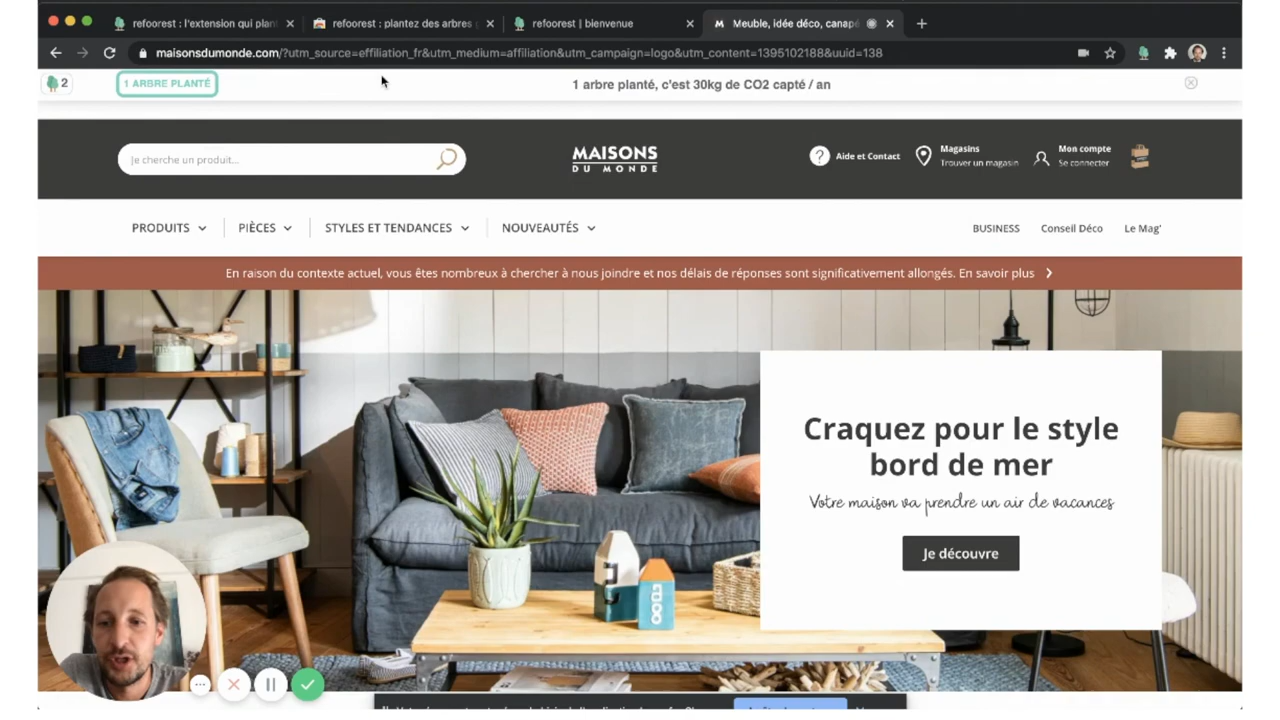 refoorest : l'extension qui plan
refoorest : plantez des arbres
refoorest | bienvenue
Meuble, idée déco, canapé
maisonsdumonde.com/?utm_source=effiliation_fr&utm_medium=affiliation&utm_campaign=logo&utm_content=1395102188&uuid=138
2
1 ARBRE PLANTÉ
1 arbre planté, c'est 30kg de CO2 capté / an
Je cherche un produit...
MAISONS
DU MONDE
Aide et Contact
Magasins
Trouver un magasin
Mon compte
Se connecter
PRODUITS
PIÈCES
STYLES ET TENDANCES
NOUVEAUTÉS
BUSINESS
Conseil Déco
Le Mag'
En raison du contexte actuel, vous êtes nombreux à chercher à nous joindre et nos délais de réponses sont significativement allongés. En savoir plus
Craquez pour le style
bord de mer
Votre maison va prendre un air de vacances
Je découvre